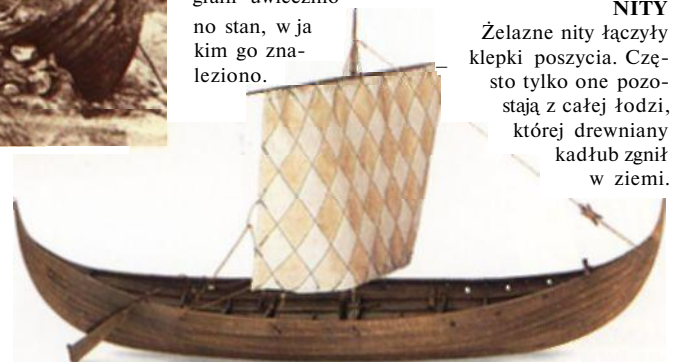 no stan, w ja
kim go zna-
leziono.
NITY
Żelazne nity łączyły
klepki poszycia. Czę-
sto tylko one pozo-
stają z całej łodzi,
której drewniany
kadłub zgnił
w ziemi.